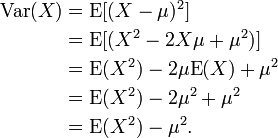 Var(X) = E[(X − μ)²]
= E[(X² − 2Xμ + μ²)]
= E(X²) − 2μE(X) + μ²
= E(X²) − 2μ² + μ²
= E(X²) − μ².